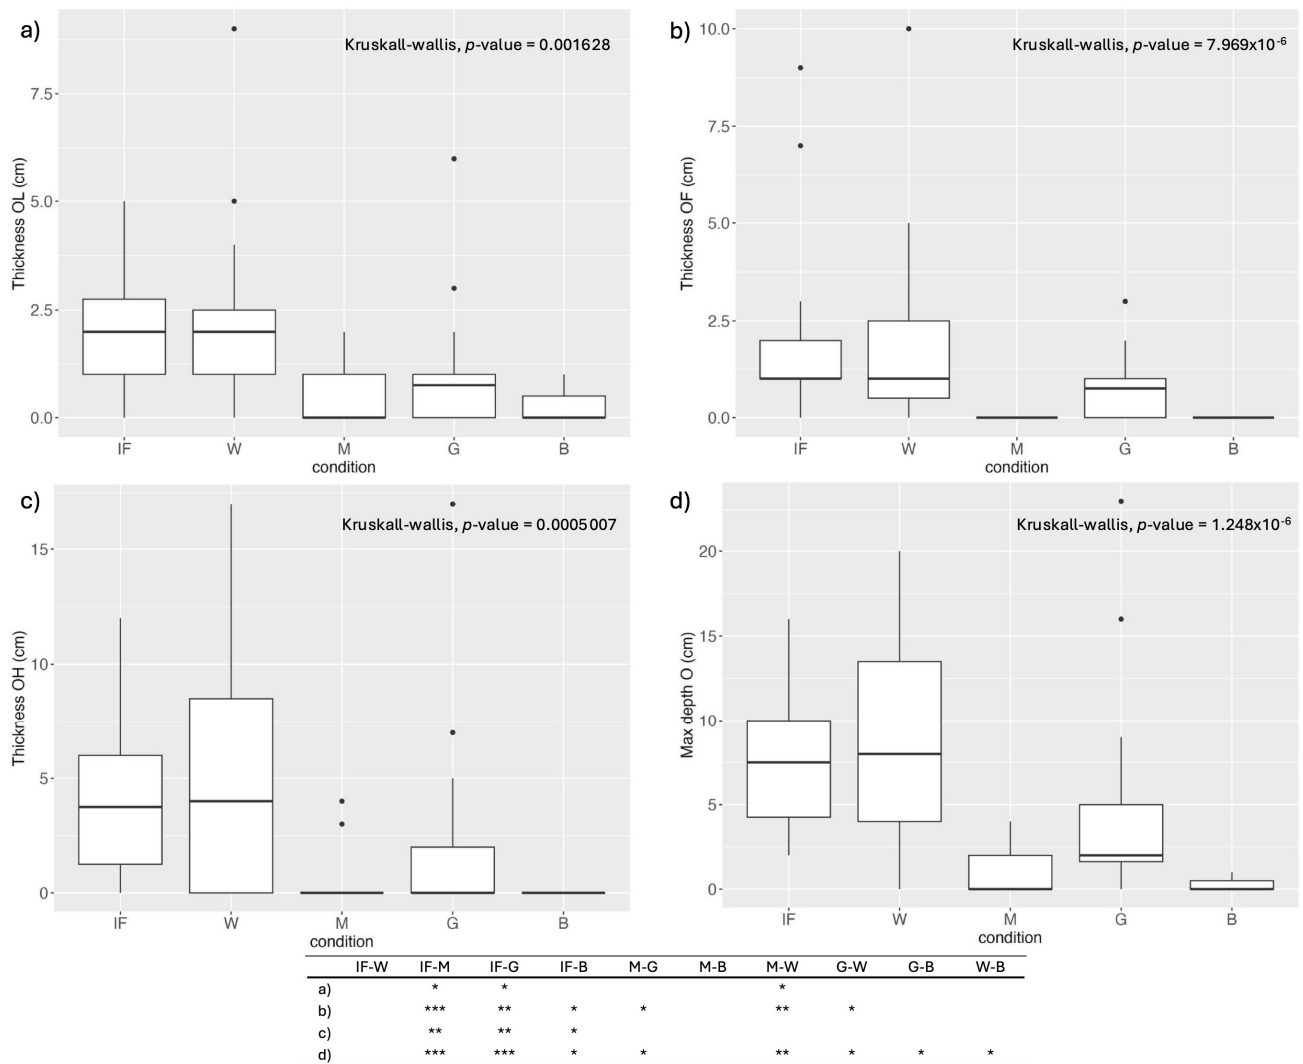 a)
Kruskall-wallis, p-value = 0.001628
Thickness OL (cm)
7.5
5.0
2.5
0.0
IF W M G B
condition
b)
Kruskall-wallis, p-value = 7.969x10-6
Thickness OF (cm)
10.0
7.5
5.0
2.5
0.0
IF W M G B
condition
c)
Kruskall-wallis, p-value = 0.0005007
Thickness OH (cm)
15
10
5
0
IF W M G B
condition
d)
Kruskall-wallis, p-value = 1.248x10-6
Max depth O (cm)
20
15
10
5
0
IF W M G B
condition
IF-W IF-M IF-G IF-B M-G M-B M-W G-W G-B W-B
a) * * *
b) *** ** * * ** *
c) ** ** *
d) *** *** * * ** * * *